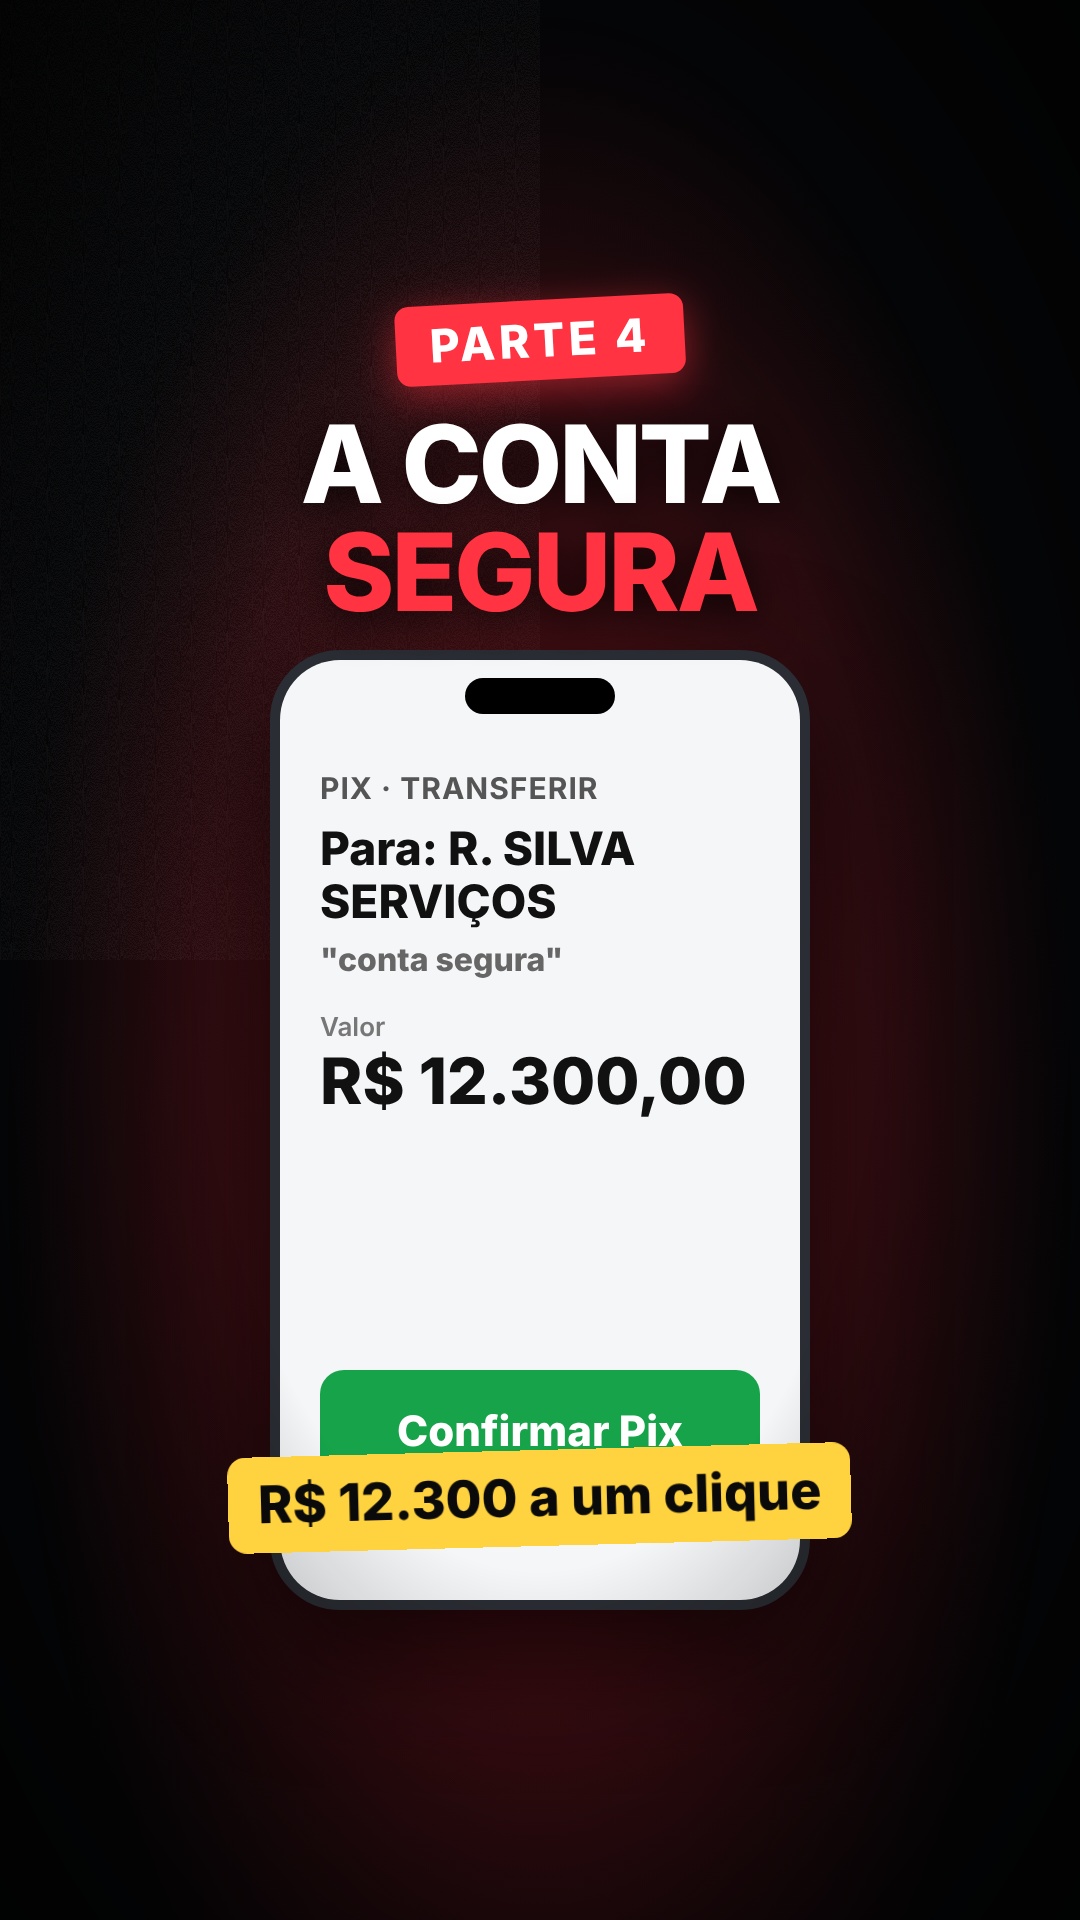 PARTE 4
A CONTA
SEGURA
PIX · TRANSFERIR
Para: R. SILVA
SERVIÇOS
"conta segura"
Valor
R$ 12.300,00
Confirmar Pix
R$ 12.300 a um clique